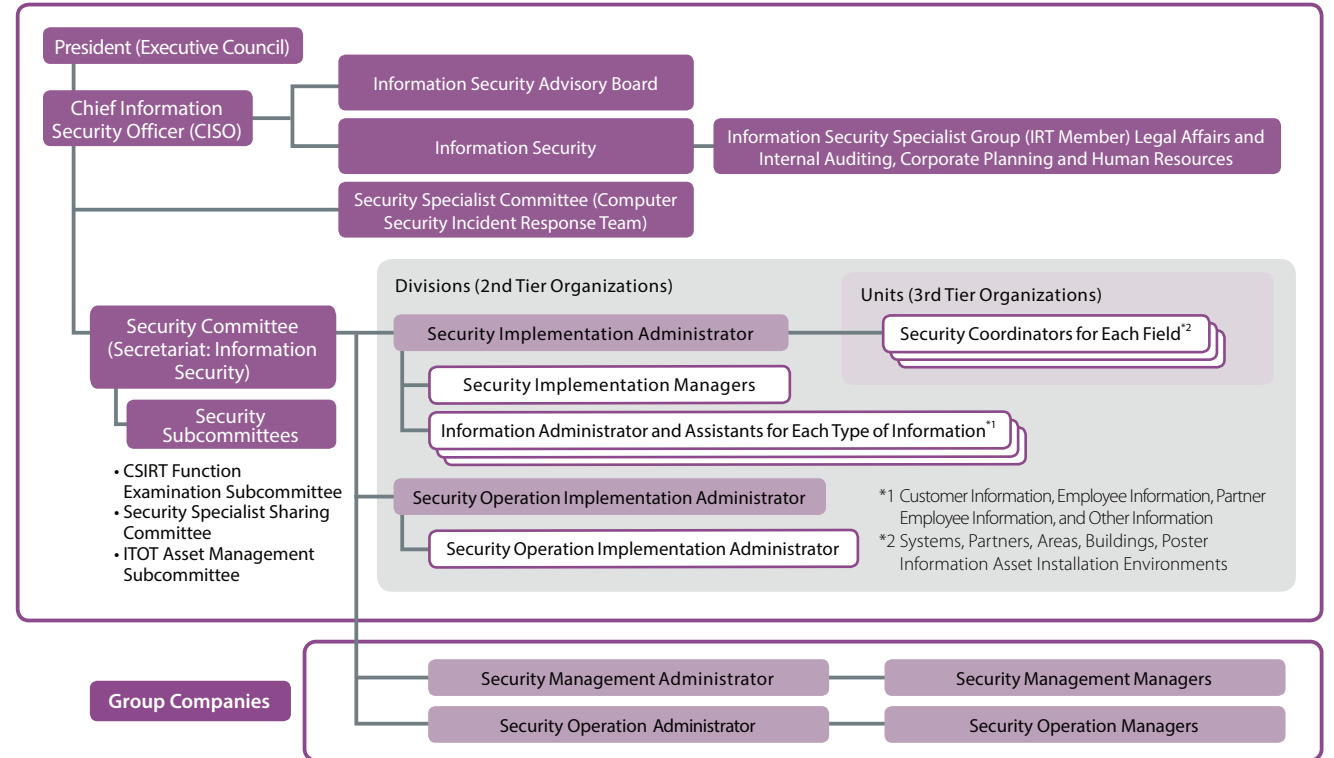 President (Executive Council)
Chief Information
Security Officer (CISO)
Information Security Advisory Board
Information Security
Information Security Specialist Group (IRT Member) Legal Affairs and
Internal Auditing, Corporate Planning and Human Resources
Security Specialist Committee (Computer
Security Incident Response Team)
Security Committee
(Secretariat: Information
Security)
Security
Subcommittees
• CSIRT Function
Examination Subcommittee
• Security Specialist Sharing
Committee
• ITOT Asset Management
Subcommittee
Divisions (2nd Tier Organizations)
Security Implementation Administrator
Security Implementation Managers
Information Administrator and Assistants for Each Type of Information*1
Security Operation Implementation Administrator
Security Operation Implementation Administrator
Units (3rd Tier Organizations)
Security Coordinators for Each Field*2
*1 Customer Information, Employee Information, Partner
Employee Information, and Other Information
*2 Systems, Partners, Areas, Buildings, Poster
Information Asset Installation Environments
Group Companies
Security Management Administrator
Security Management Managers
Security Operation Administrator
Security Operation Managers